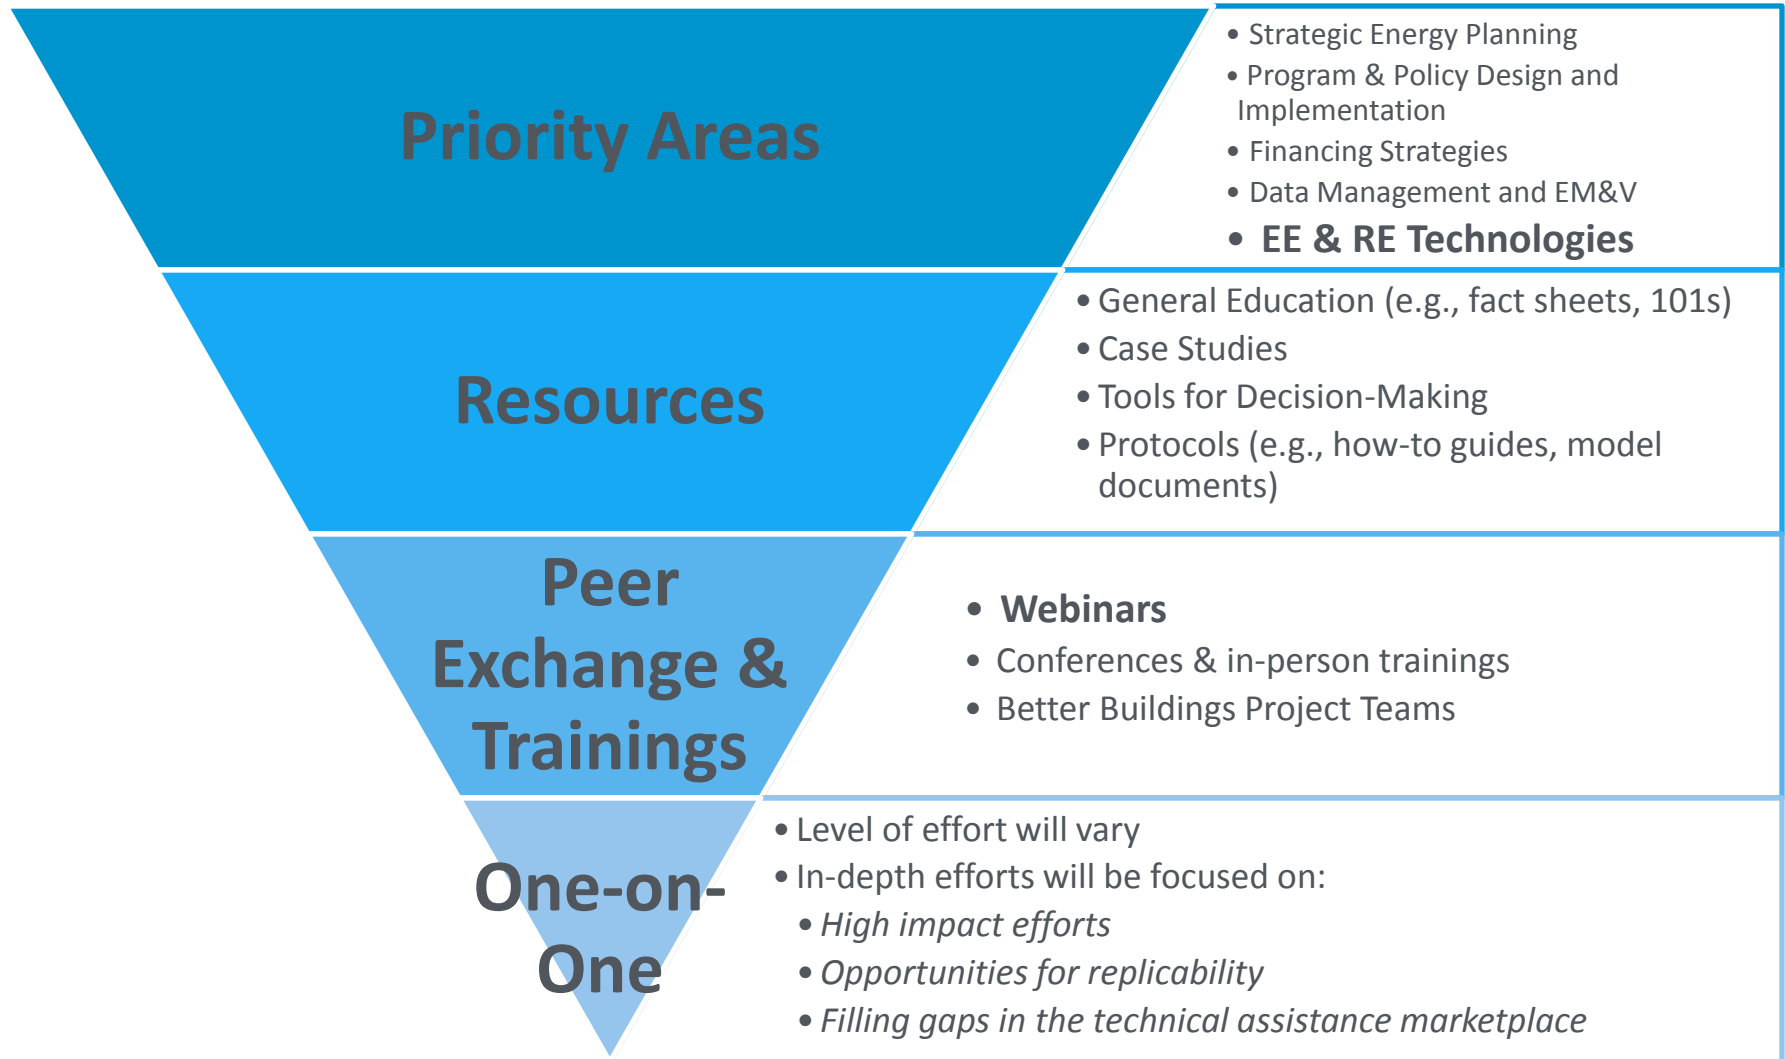 Priority Areas
• Strategic Energy Planning
• Program & Policy Design and
Implementation
• Financing Strategies
• Data Management and EM&V
• EE & RE Technologies
Resources
• General Education (e.g., fact sheets, 101s)
• Case Studies
• Tools for Decision-Making
• Protocols (e.g., how-to guides, model
documents)
Peer
Exchange &
Trainings
• Webinars
• Conferences & in-person trainings
• Better Buildings Project Teams
One-on-
One
• Level of effort will vary
• In-depth efforts will be focused on:
• High impact efforts
• Opportunities for replicability
• Filling gaps in the technical assistance marketplace